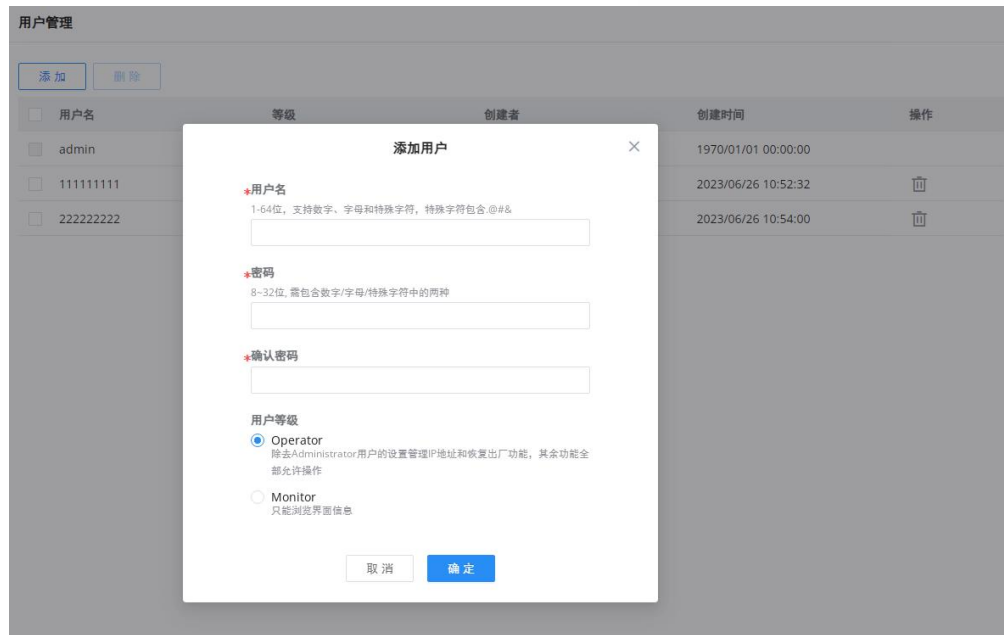 用户管理
添加 删除
用户名 等级 创建者 创建时间 操作
admin 1970/01/01 00:00:00
111111111 2023/06/26 10:52:32
222222222 2023/06/26 10:54:00
添加用户
*用户名
1-64位，支持数字、字母和特殊字符，特殊字符包含.@#&
*密码
8~32位, 需包含数字/字母/特殊字符中的两种
*确认密码
用户等级
Operator
除去Administrator用户的设置管理IP地址和恢复出厂功能，其余功能全
部允许操作
Monitor
只能浏览界面信息
取消 确定